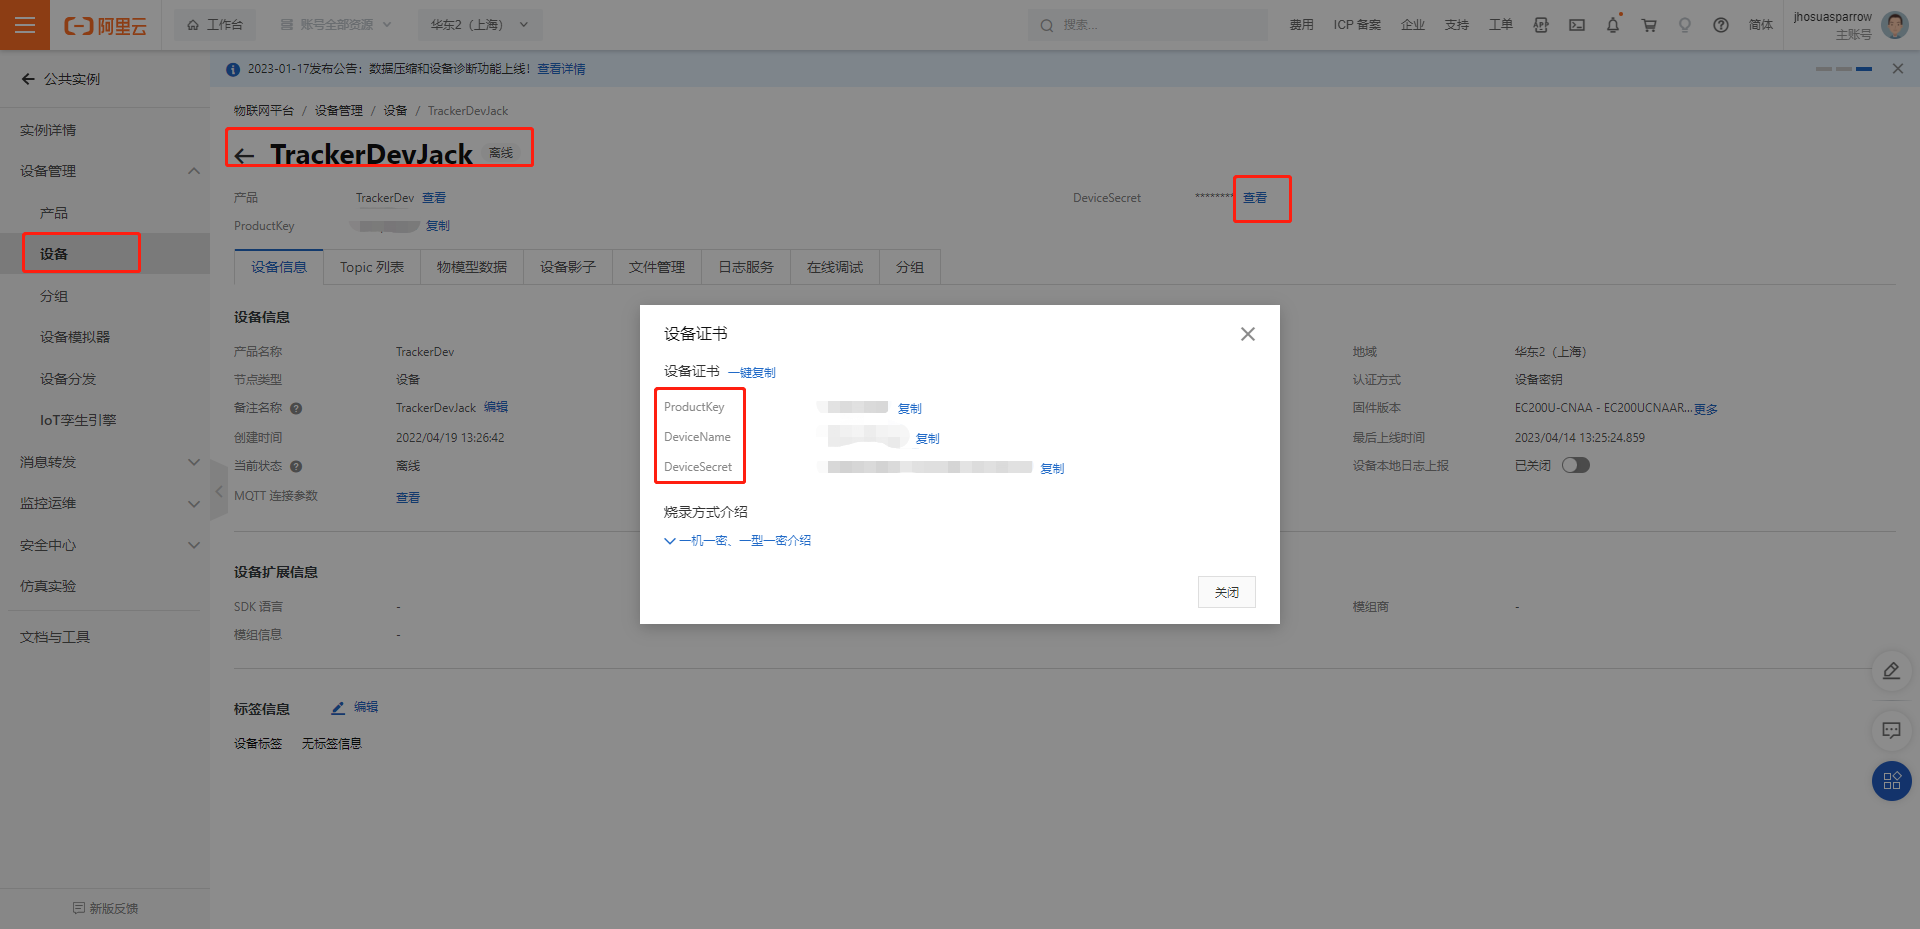 阿里云
工作台
账号全部资源
华东2（上海）
搜索...
费用
ICP 备案
企业
支持
工单
简体
jhosuasparrow
主账号
公共实例
2023-01-17发布公告：数据压缩和设备诊断功能上线！ 查看详情
物联网平台 / 设备管理 / 设备 / TrackerDevJack
实例详情
设备管理
产品
设备
分组
设备模拟器
设备分发
IoT孪生引擎
消息转发
监控运维
安全中心
仿真实验
文档与工具
新版反馈
TrackerDevJack 离线
产品 TrackerDev 查看
DeviceSecret ******** 查看
ProductKey 复制
设备信息
Topic 列表
物模型数据
设备影子
文件管理
日志服务
在线调试
分组
设备信息
产品名称 TrackerDev
地域 华东2（上海）
节点类型 设备
认证方式 设备密钥
备注名称 TrackerDevJack 编辑
固件版本 EC200U-CNAA - EC200UCNAAR... 更多
创建时间 2022/04/19 13:26:42
最后上线时间 2023/04/14 13:25:24.859
当前状态 离线
设备本地日志上报 已关闭
MQTT 连接参数 查看
设备证书
设备证书 一键复制
ProductKey 复制
DeviceName 复制
DeviceSecret 复制
烧录方式介绍
一机一密、一型一密介绍
关闭
设备扩展信息
SDK 语言 -
模组商 -
模组信息 -
标签信息 编辑
设备标签 无标签信息